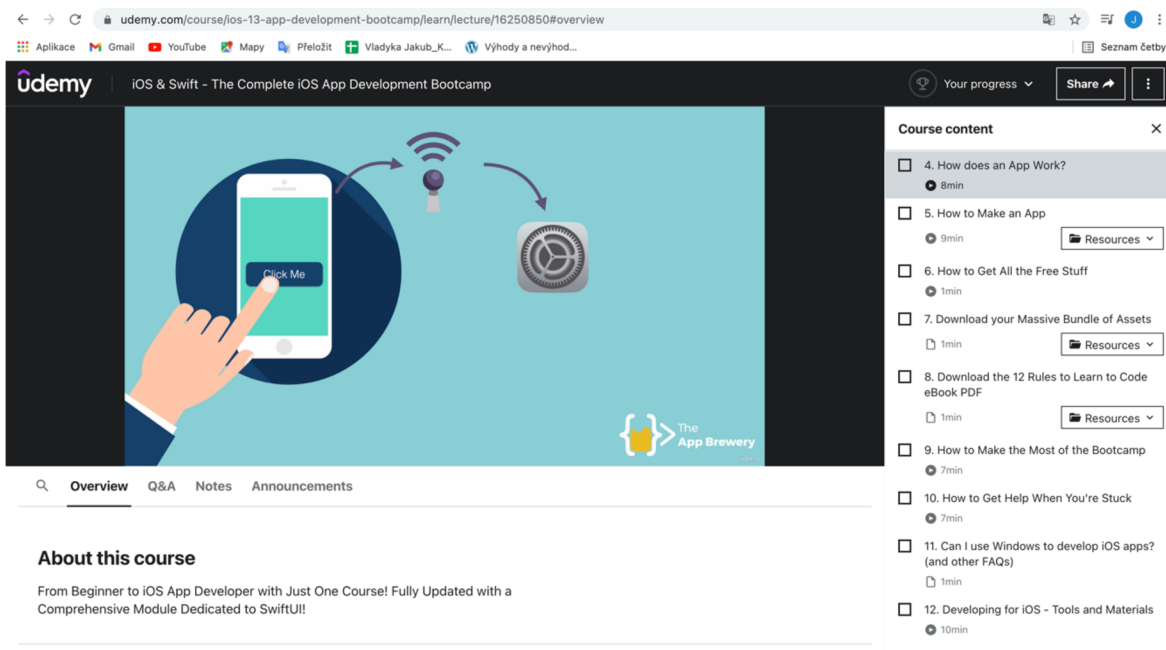 udemy.com/course/ios-13-app-development-bootcamp/learn/lecture/16250850#overview
J
Aplikace Gmail YouTube Mapy Přeložit Vladyka Jakub_K... Výhody a nevýhod... Seznam četby
ûdemy iOS & Swift - The Complete iOS App Development Bootcamp Your progress Share
Click Me
The
App Brewery
ûdemy
Overview Q&A Notes Announcements
About this course
From Beginner to iOS App Developer with Just One Course! Fully Updated with a
Comprehensive Module Dedicated to SwiftUI!
Course content
4. How does an App Work?
8min
5. How to Make an App
9min Resources
6. How to Get All the Free Stuff
1min
7. Download your Massive Bundle of Assets
1min Resources
8. Download the 12 Rules to Learn to Code
eBook PDF
1min Resources
9. How to Make the Most of the Bootcamp
7min
10. How to Get Help When You're Stuck
7min
11. Can I use Windows to develop iOS apps?
(and other FAQs)
1min
12. Developing for iOS - Tools and Materials
10min